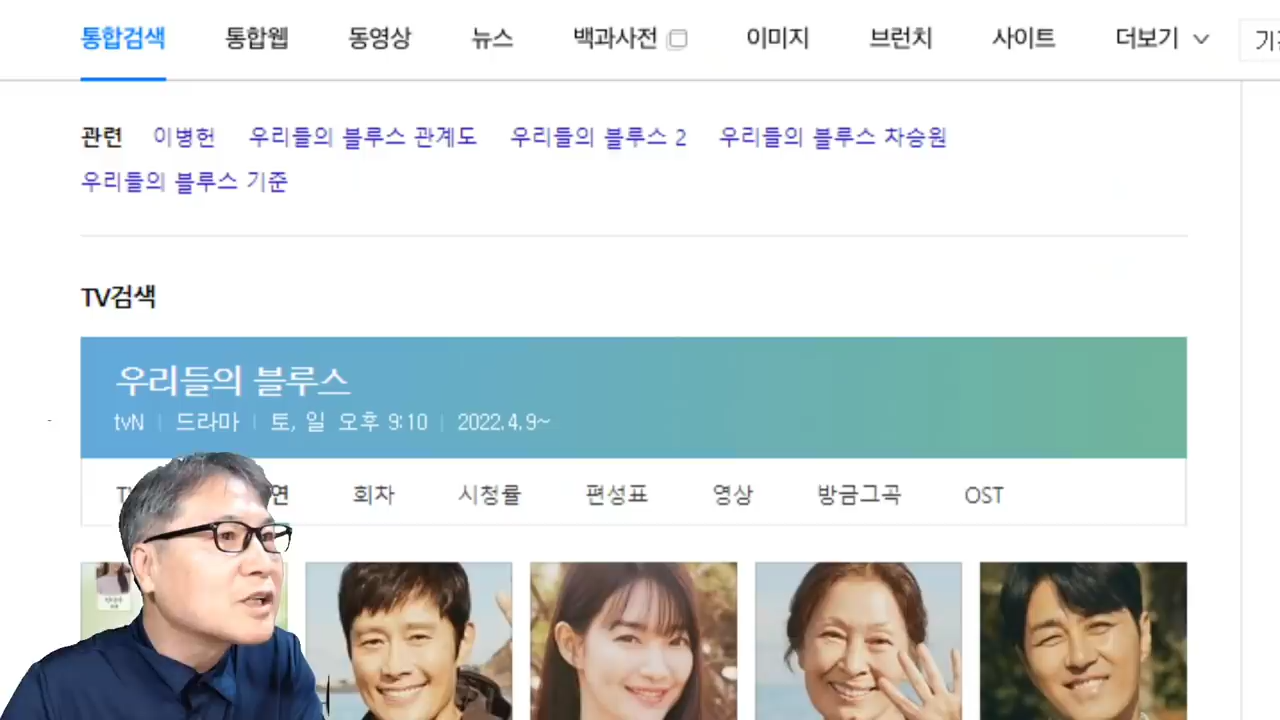 통합검색 통합웹 동영상 뉴스 백과사전 이미지 브런치 사이트 더보기
관련 이병헌 우리들의 블루스 관계도 우리들의 블루스 2 우리들의 블루스 차승원
우리들의 블루스 기준
TV검색
우리들의 블루스
tvN | 드라마 | 토, 일 오후 9:10 | 2022.4.9~
회차 시청률 편성표 영상 방금그곡 OST